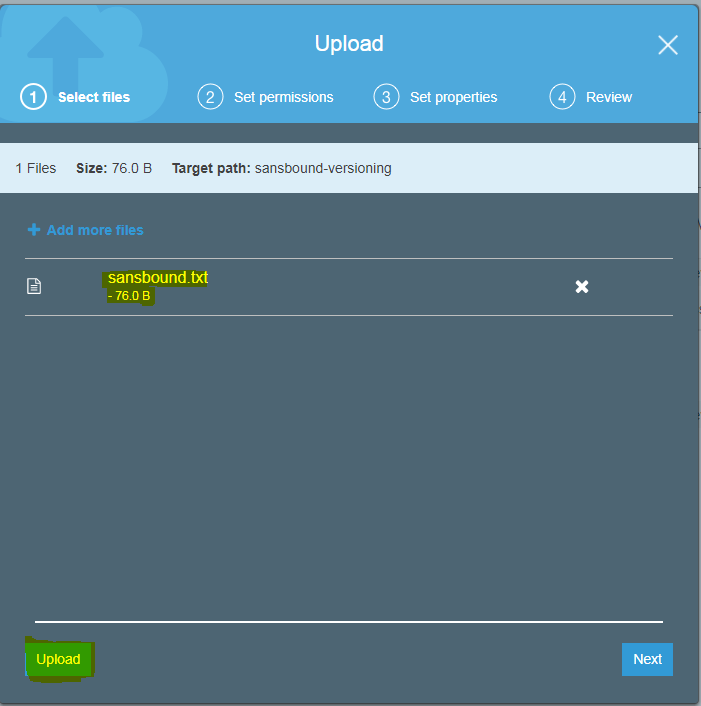 Upload
1 Select files 2 Set permissions 3 Set properties 4 Review
1 Files Size: 76.0 B Target path: sansbound-versioning
Add more files
sansbound.txt
- 76.0 B
Upload Next